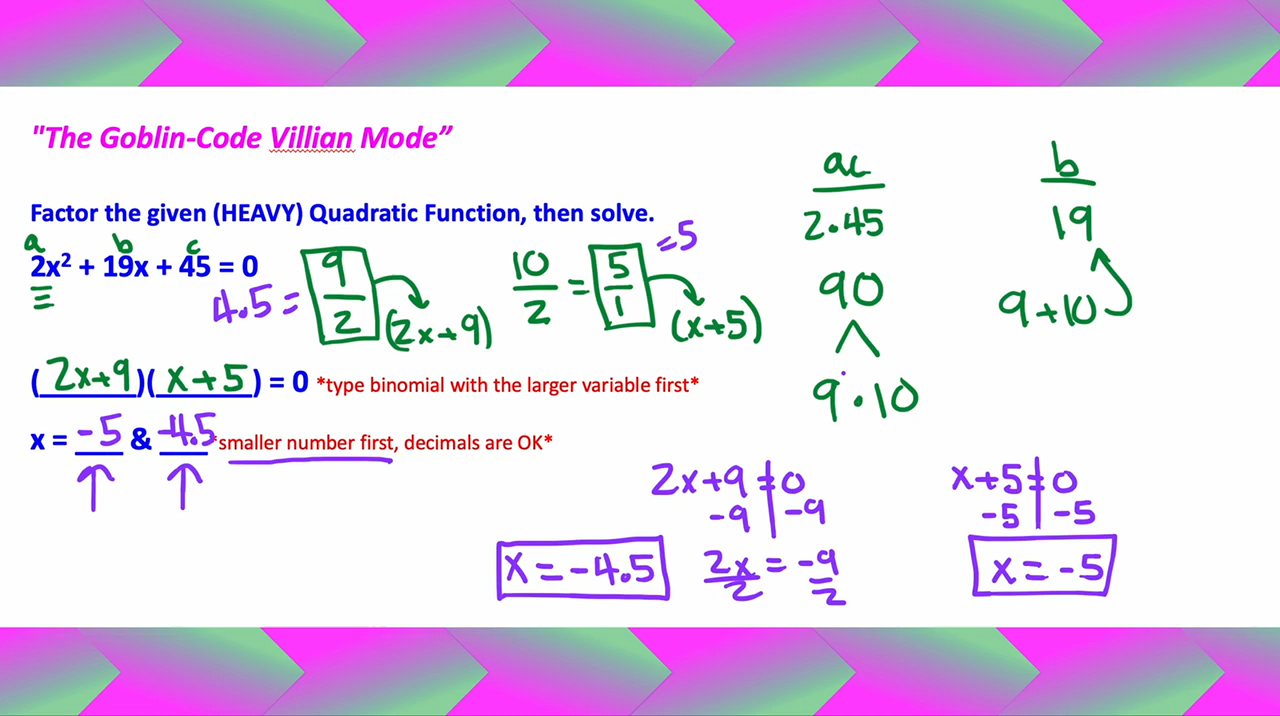 "The Goblin-Code Villian Mode”
Factor the given (HEAVY) Quadratic Function, then solve.
a b c
2x² + 19x + 45 = 0
4.5 = 9/2 (2x+9)
10/2 = 5/1 = 5 (x+5)
(2x+9)(x+5) = 0 *type binomial with the larger variable first*
x = -5 & -4.5 *smaller number first, decimals are OK*
ac
2·45
90
9·10
b
19
9+10
2x+9=0
-9 -9
2x = -9
2 2
x = -4.5
x+5=0
-5 -5
x = -5